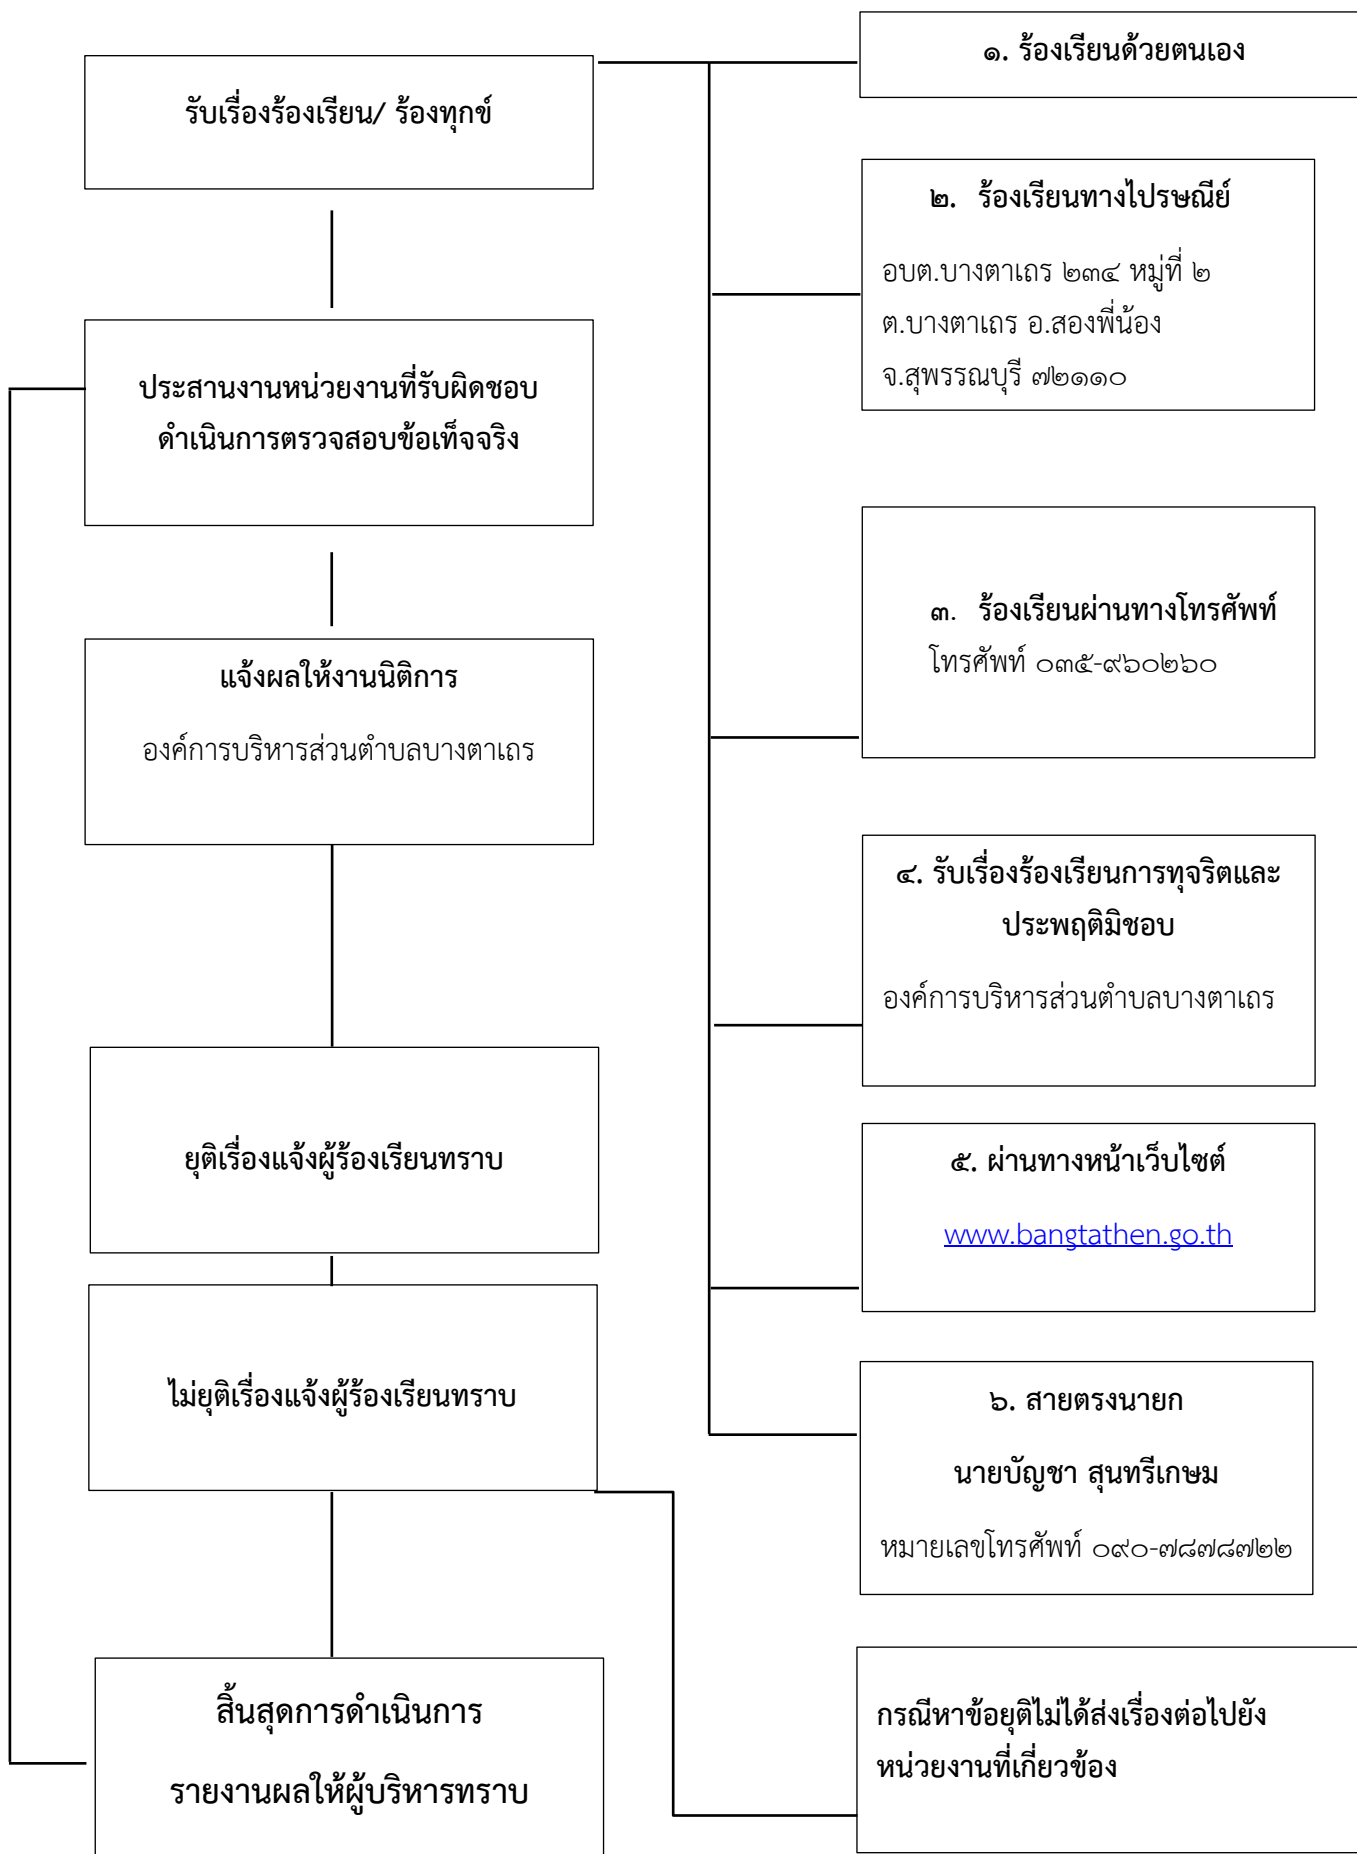 รับเรื่องร้องเรียน/ ร้องทุกข์
ประสานงานหน่วยงานที่รับผิดชอบ
ดำเนินการตรวจสอบข้อเท็จจริง
แจ้งผลให้งานนิติการ
องค์การบริหารส่วนตำบลบางตาเถร
ยุติเรื่องแจ้งผู้ร้องเรียนทราบ
ไม่ยุติเรื่องแจ้งผู้ร้องเรียนทราบ
สิ้นสุดการดำเนินการ
รายงานผลให้ผู้บริหารทราบ
๑. ร้องเรียนด้วยตนเอง
๒. ร้องเรียนทางไปรษณีย์
อบต.บางตาเถร ๒๓๔ หมู่ที่ ๒
ต.บางตาเถร อ.สองพี่น้อง
จ.สุพรรณบุรี ๗๒๑๑๐
๓. ร้องเรียนผ่านทางโทรศัพท์
โทรศัพท์ ๐๓๕-๙๖๐๒๖๐
๔. รับเรื่องร้องเรียนการทุจริตและ
ประพฤติมิชอบ
องค์การบริหารส่วนตำบลบางตาเถร
๕. ผ่านทางหน้าเว็บไซต์
www.bangtathen.go.th
๖. สายตรงนายก
นายบัญชา สุนทรีเกษม
หมายเลขโทรศัพท์ ๐๙๐-๗๘๗๘๗๒๒
กรณีหาข้อยุติไม่ได้ส่งเรื่องต่อไปยัง
หน่วยงานที่เกี่ยวข้อง